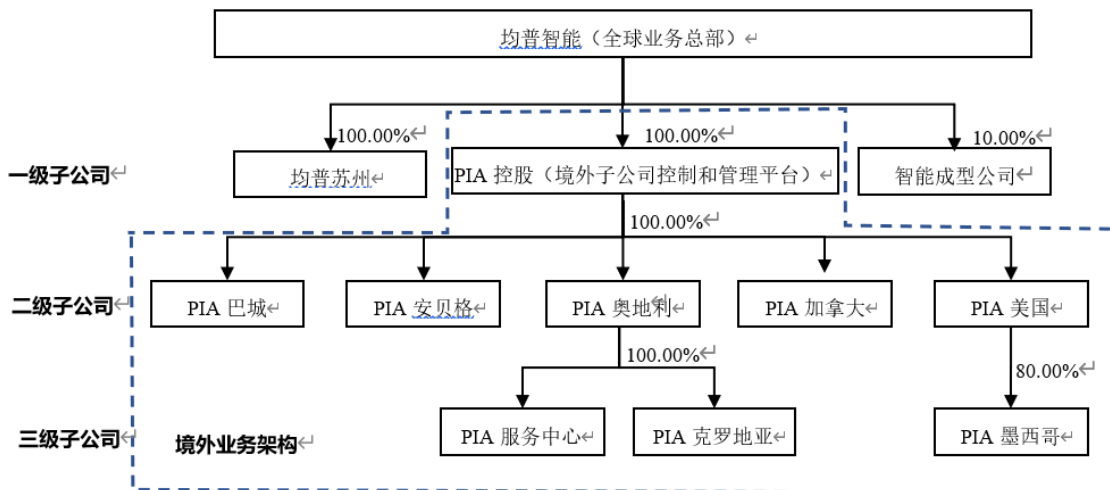 均普智能（全球业务总部）
100.00%
100.00%
10.00%
一级子公司
均普苏州
PIA 控股（境外子公司控制和管理平台）
智能成型公司
100.00%
二级子公司
PIA 巴城
PIA 安贝格
PIA 奥地利
PIA 加拿大
PIA 美国
100.00%
80.00%
三级子公司
境外业务架构
PIA 服务中心
PIA 克罗地亚
PIA 墨西哥